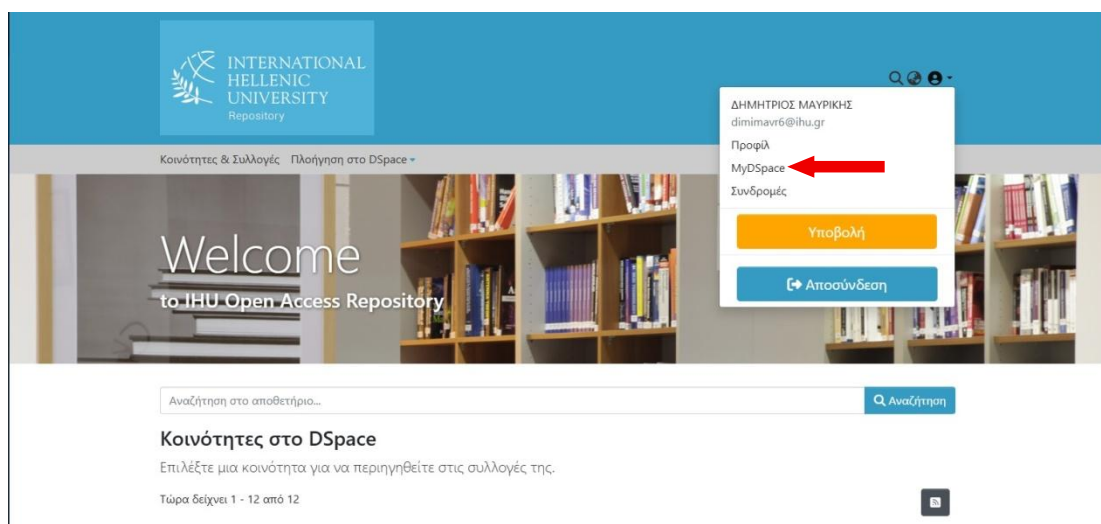 INTERNATIONAL
HELLENIC
UNIVERSITY
Repository
ΔΗΜΗΤΡΙΟΣ ΜΑΥΡΙΚΗΣ
dimimavr6@ihu.gr
Προφίλ
MyDSpace
Συνδρομές
Υποβολή
Αποσύνδεση
Κοινότητες & Συλλογές Πλοήγηση στο DSpace
Welcome
to IHU Open Access Repository
Αναζήτηση στο αποθετήριο...
Αναζήτηση
Κοινότητες στο DSpace
Επιλέξτε μια κοινότητα για να περιηγηθείτε στις συλλογές της.
Τώρα δείχνει 1 - 12 από 12